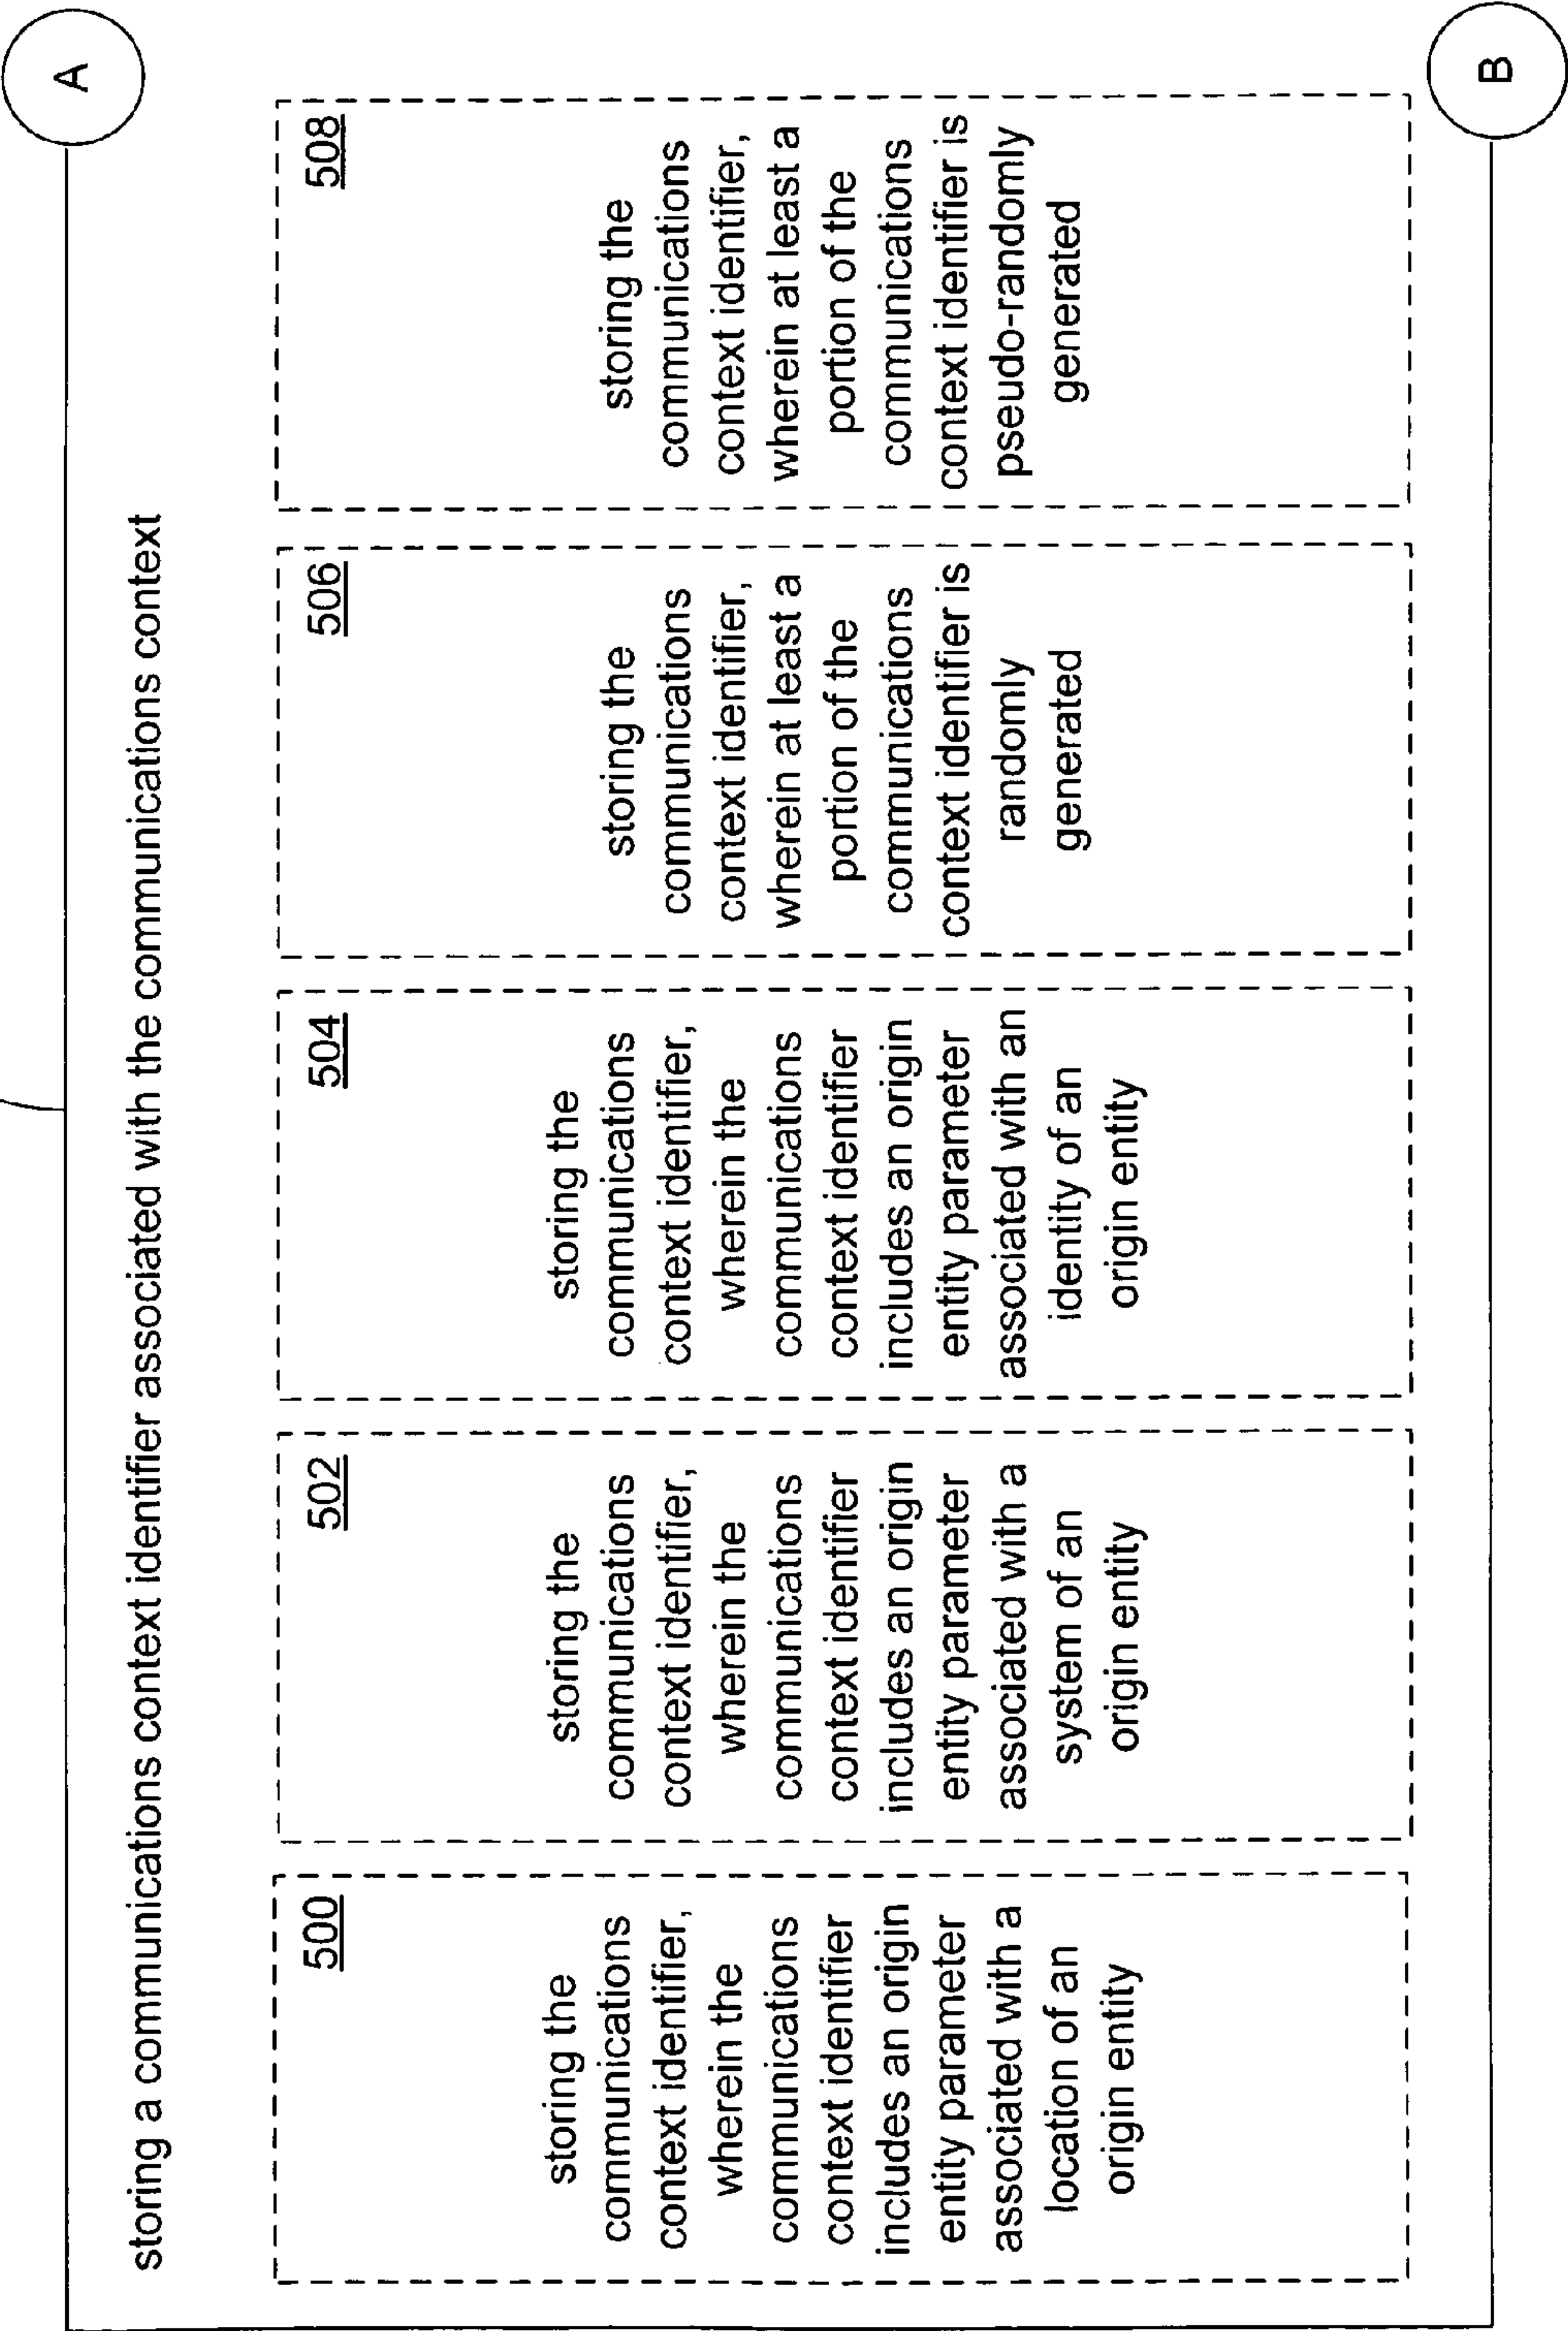 A
storing a communications context identifier associated with the communications context
500
storing the
communications
context identifier,
wherein the
communications
context identifier
includes an origin
entity parameter
associated with a
location of an
origin entity
502
storing the
communications
context identifier,
wherein the
communications
context identifier
includes an origin
entity parameter
associated with a
system of an
origin entity
504
storing the
communications
context identifier,
wherein the
communications
context identifier
includes an origin
entity parameter
associated with an
identity of an
origin entity
506
storing the
communications
context identifier,
wherein at least a
portion of the
communications
context identifier is
randomly
generated
508
storing the
communications
context identifier,
wherein at least a
portion of the
communications
context identifier is
pseudo-randomly
generated
B